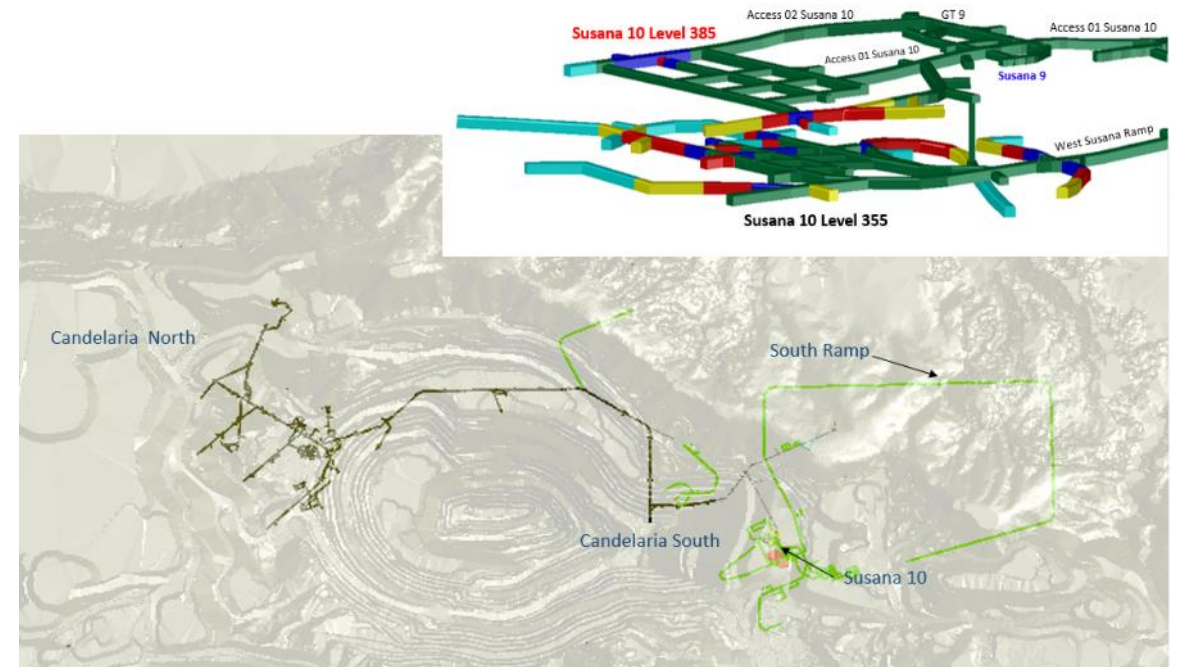 Access 02 Susana 10
GT 9
Access 01 Susana 10
Susana 10 Level 385
Access 01 Susana 10
Susana 9
West Susana Ramp
Susana 10 Level 355
Candelaria  North
South Ramp
Candelaria South
Susana 10